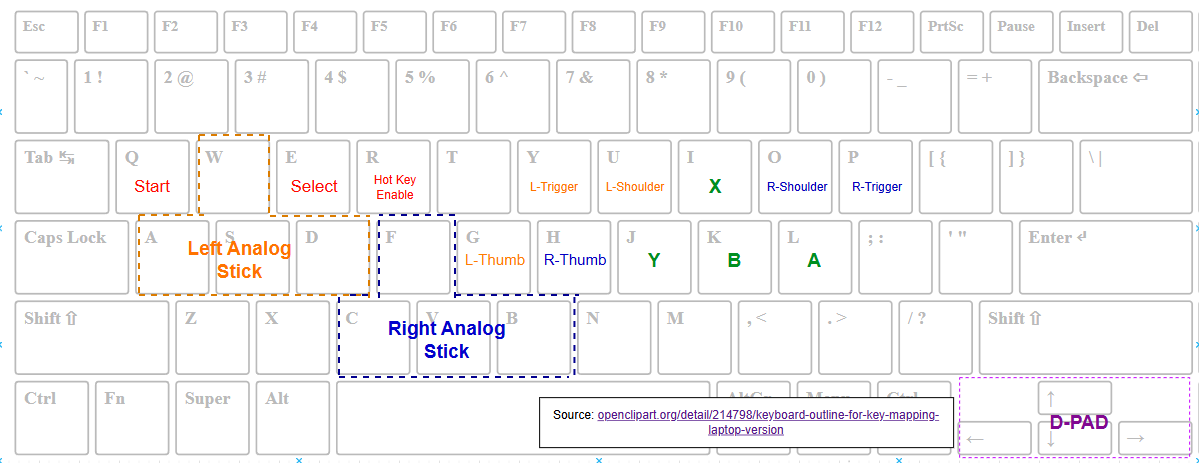 Esc F1 F2 F3 F4 F5 F6 F7 F8 F9 F10 F11 F12 PrtSc Pause Insert Del
` ~ 1 ! 2 @ 3 # 4 $ 5 % 6 ^ 7 & 8 * 9 ( 0 ) - _ = + Backspace ⇦
Tab ↹ Q W E R T Y U I O P [ { ] } \ |
Start Select Hot Key Enable L-Trigger L-Shoulder X R-Shoulder R-Trigger
Caps Lock A S D F G H J K L ; : ' " Enter ↲
Left Analog Stick L-Thumb R-Thumb Y B A
Shift ⇧ Z X C V B N M , < . > / ? Shift ⇧
Right Analog Stick
Ctrl Fn Super Alt AltGr Menu Ctrl ↑
Source: openclipart.org/detail/214798/keyboard-outline-for-key-mapping-
laptop-version
D-PAD
← ↓ →